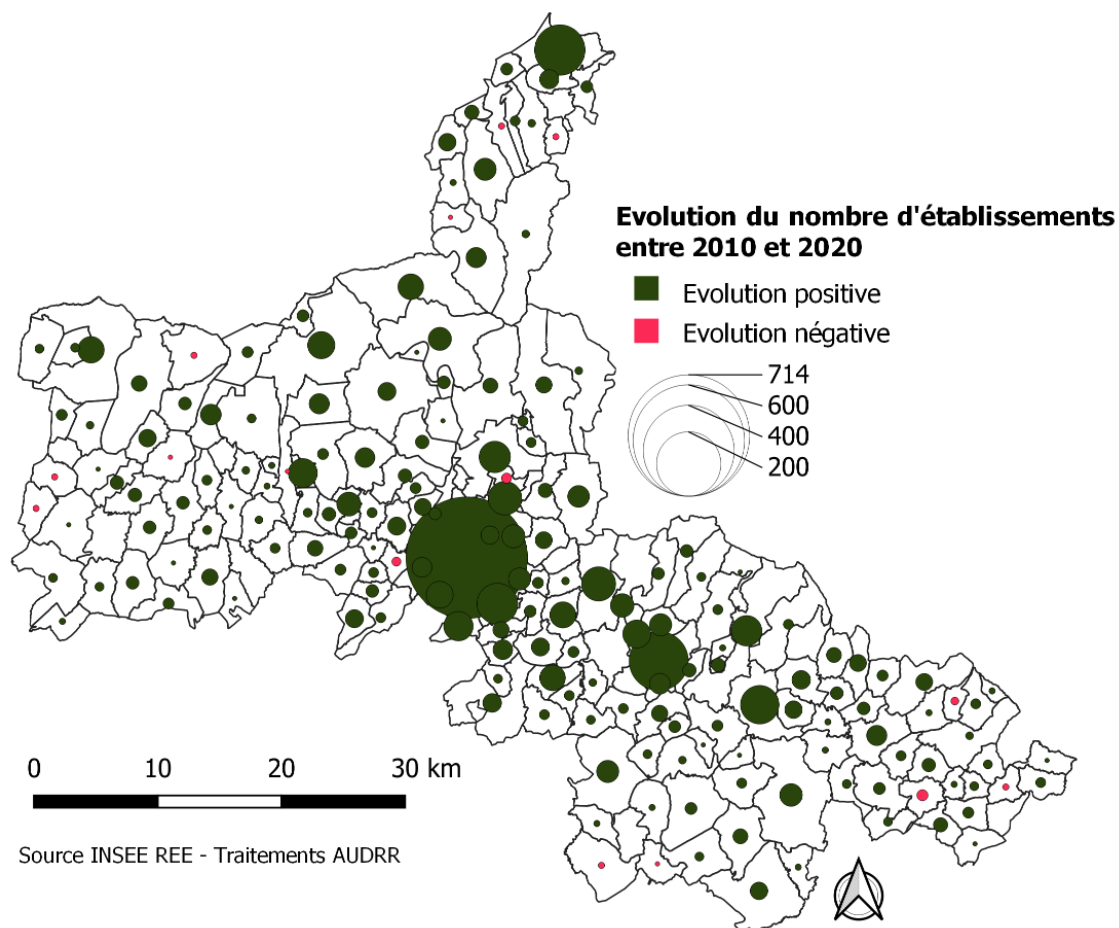 Evolution du nombre d'établissements
entre 2010 et 2020
Evolution positive
Evolution négative
714
600
400
200
0 10 20 30 km
Source INSEE REE - Traitements AUDRR